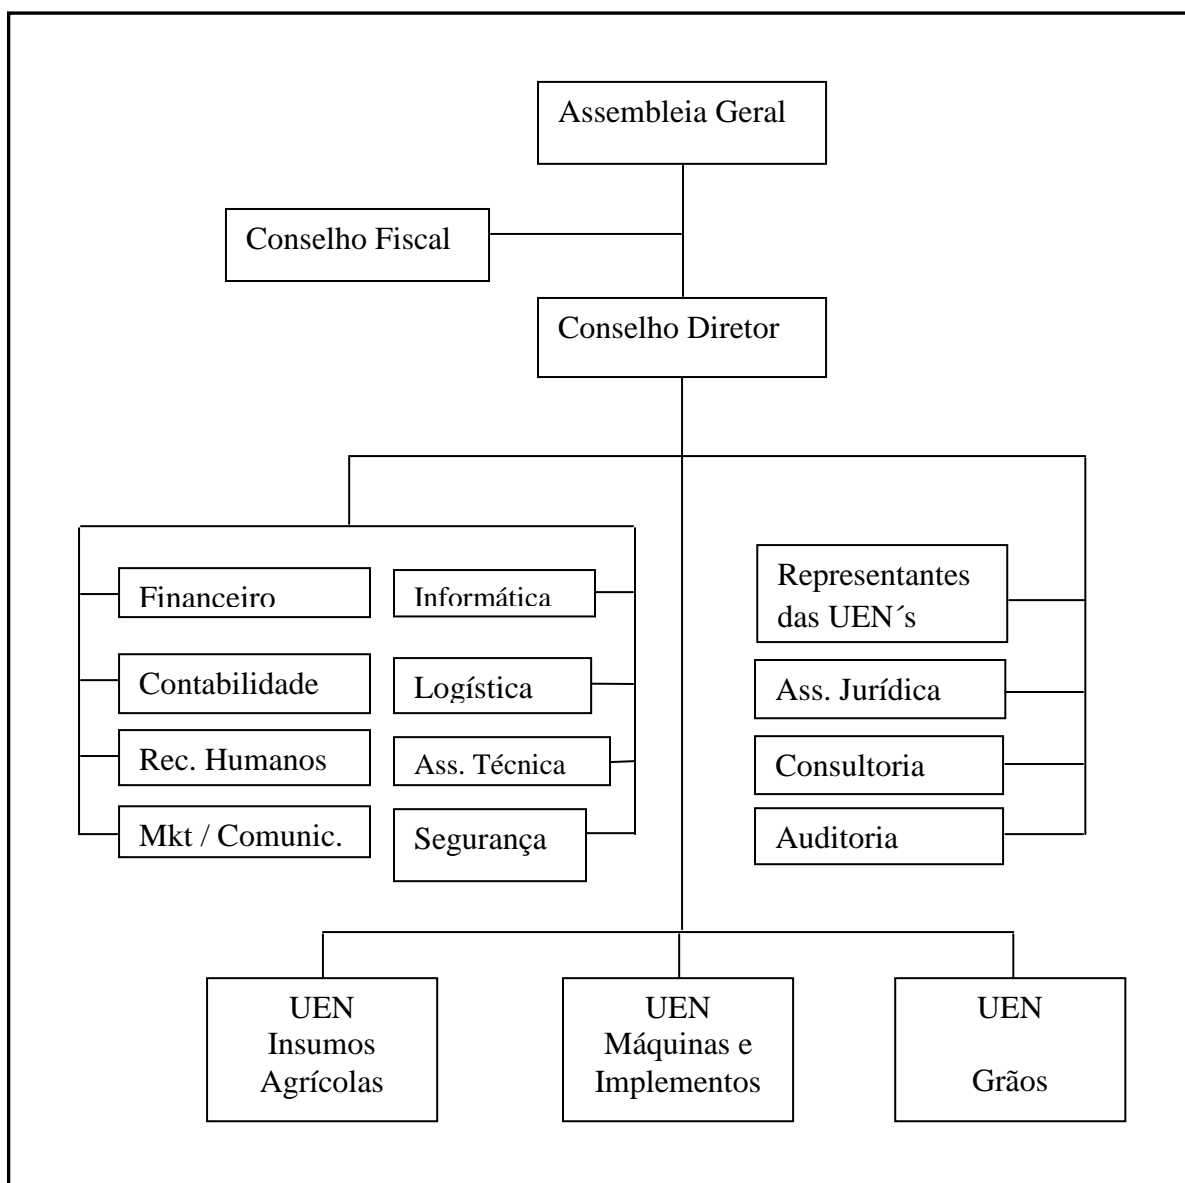 Assembleia Geral
Conselho Fiscal
Conselho Diretor
Financeiro
Contabilidade
Rec. Humanos
Mkt / Comunic.
Informática
Logística
Ass. Técnica
Segurança
Representantes
das UEN´s
Ass. Jurídica
Consultoria
Auditoria
UEN
Insumos
Agrícolas
UEN
Máquinas e
Implementos
UEN
Grãos